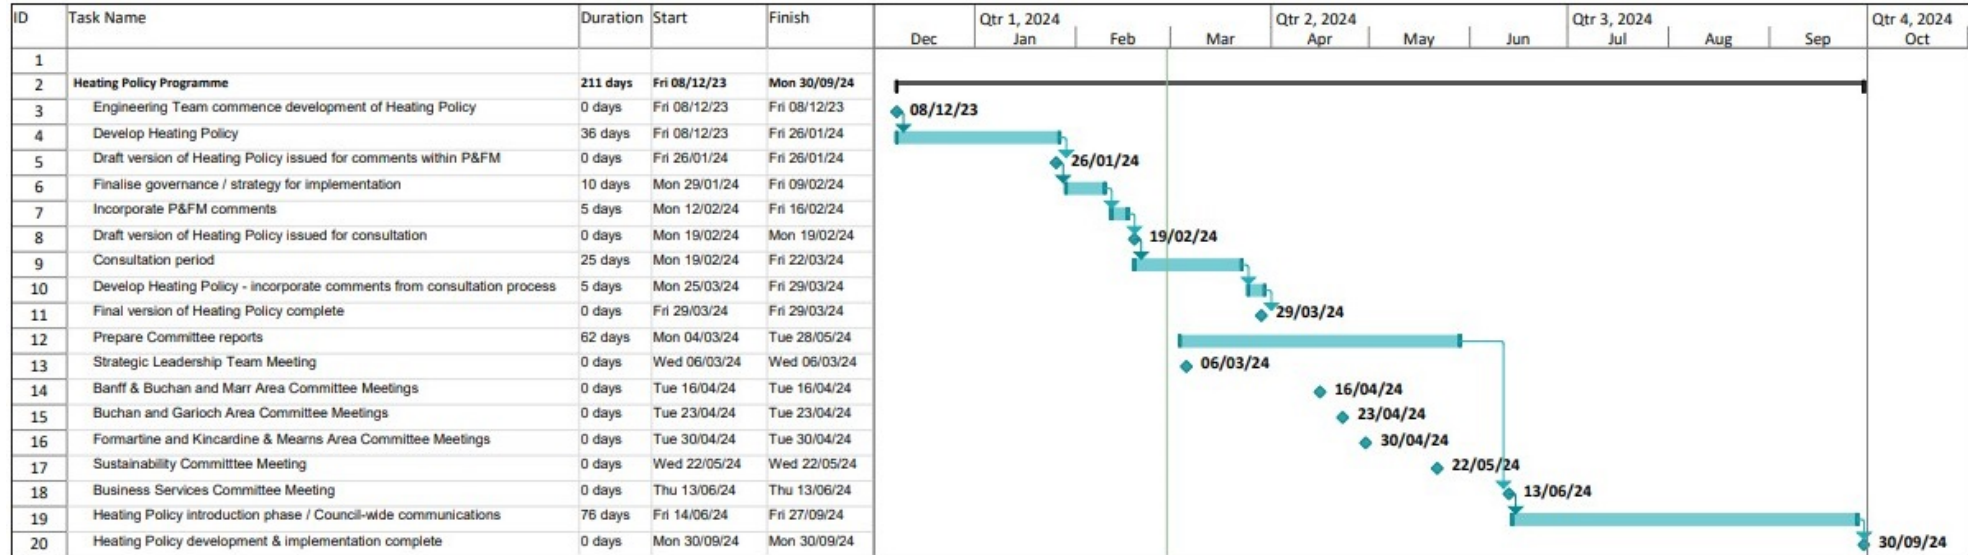 ID Task Name Duration Start Finish Qtr 1, 2024 Qtr 2, 2024 Qtr 3, 2024 Qtr 4, 2024
Dec Jan Feb Mar Apr May Jun Jul Aug Sep Oct
1
2 Heating Policy Programme 211 days Fri 08/12/23 Mon 30/09/24
3 Engineering Team commence development of Heating Policy 0 days Fri 08/12/23 Fri 08/12/23 08/12/23
4 Develop Heating Policy 36 days Fri 08/12/23 Fri 26/01/24
5 Draft version of Heating Policy issued for comments within P&FM 0 days Fri 26/01/24 Fri 26/01/24 26/01/24
6 Finalise governance / strategy for implementation 10 days Mon 29/01/24 Fri 09/02/24
7 Incorporate P&FM comments 5 days Mon 12/02/24 Fri 16/02/24
8 Draft version of Heating Policy issued for consultation 0 days Mon 19/02/24 Mon 19/02/24 19/02/24
9 Consultation period 25 days Mon 19/02/24 Fri 22/03/24
10 Develop Heating Policy - incorporate comments from consultation process 5 days Mon 25/03/24 Fri 29/03/24
11 Final version of Heating Policy complete 0 days Fri 29/03/24 Fri 29/03/24 29/03/24
12 Prepare Committee reports 62 days Mon 04/03/24 Tue 28/05/24
13 Strategic Leadership Team Meeting 0 days Wed 06/03/24 Wed 06/03/24 06/03/24
14 Banff & Buchan and Marr Area Committee Meetings 0 days Tue 16/04/24 Tue 16/04/24 16/04/24
15 Buchan and Garioch Area Committee Meetings 0 days Tue 23/04/24 Tue 23/04/24 23/04/24
16 Formartine and Kincardine & Mearns Area Committee Meetings 0 days Tue 30/04/24 Tue 30/04/24 30/04/24
17 Sustainability Committtee Meeting 0 days Wed 22/05/24 Wed 22/05/24 22/05/24
18 Business Services Committee Meeting 0 days Thu 13/06/24 Thu 13/06/24 13/06/24
19 Heating Policy introduction phase / Council-wide communications 76 days Fri 14/06/24 Fri 27/09/24
20 Heating Policy development & implementation complete 0 days Mon 30/09/24 Mon 30/09/24 30/09/24